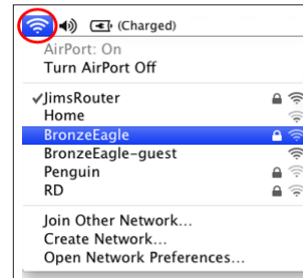 (Charged)
AirPort: On
Turn AirPort Off
✓JimsRouter
Home
BronzeEagle
BronzeEagle-guest
Penguin
RD
Join Other Network...
Create Network...
Open Network Preferences...